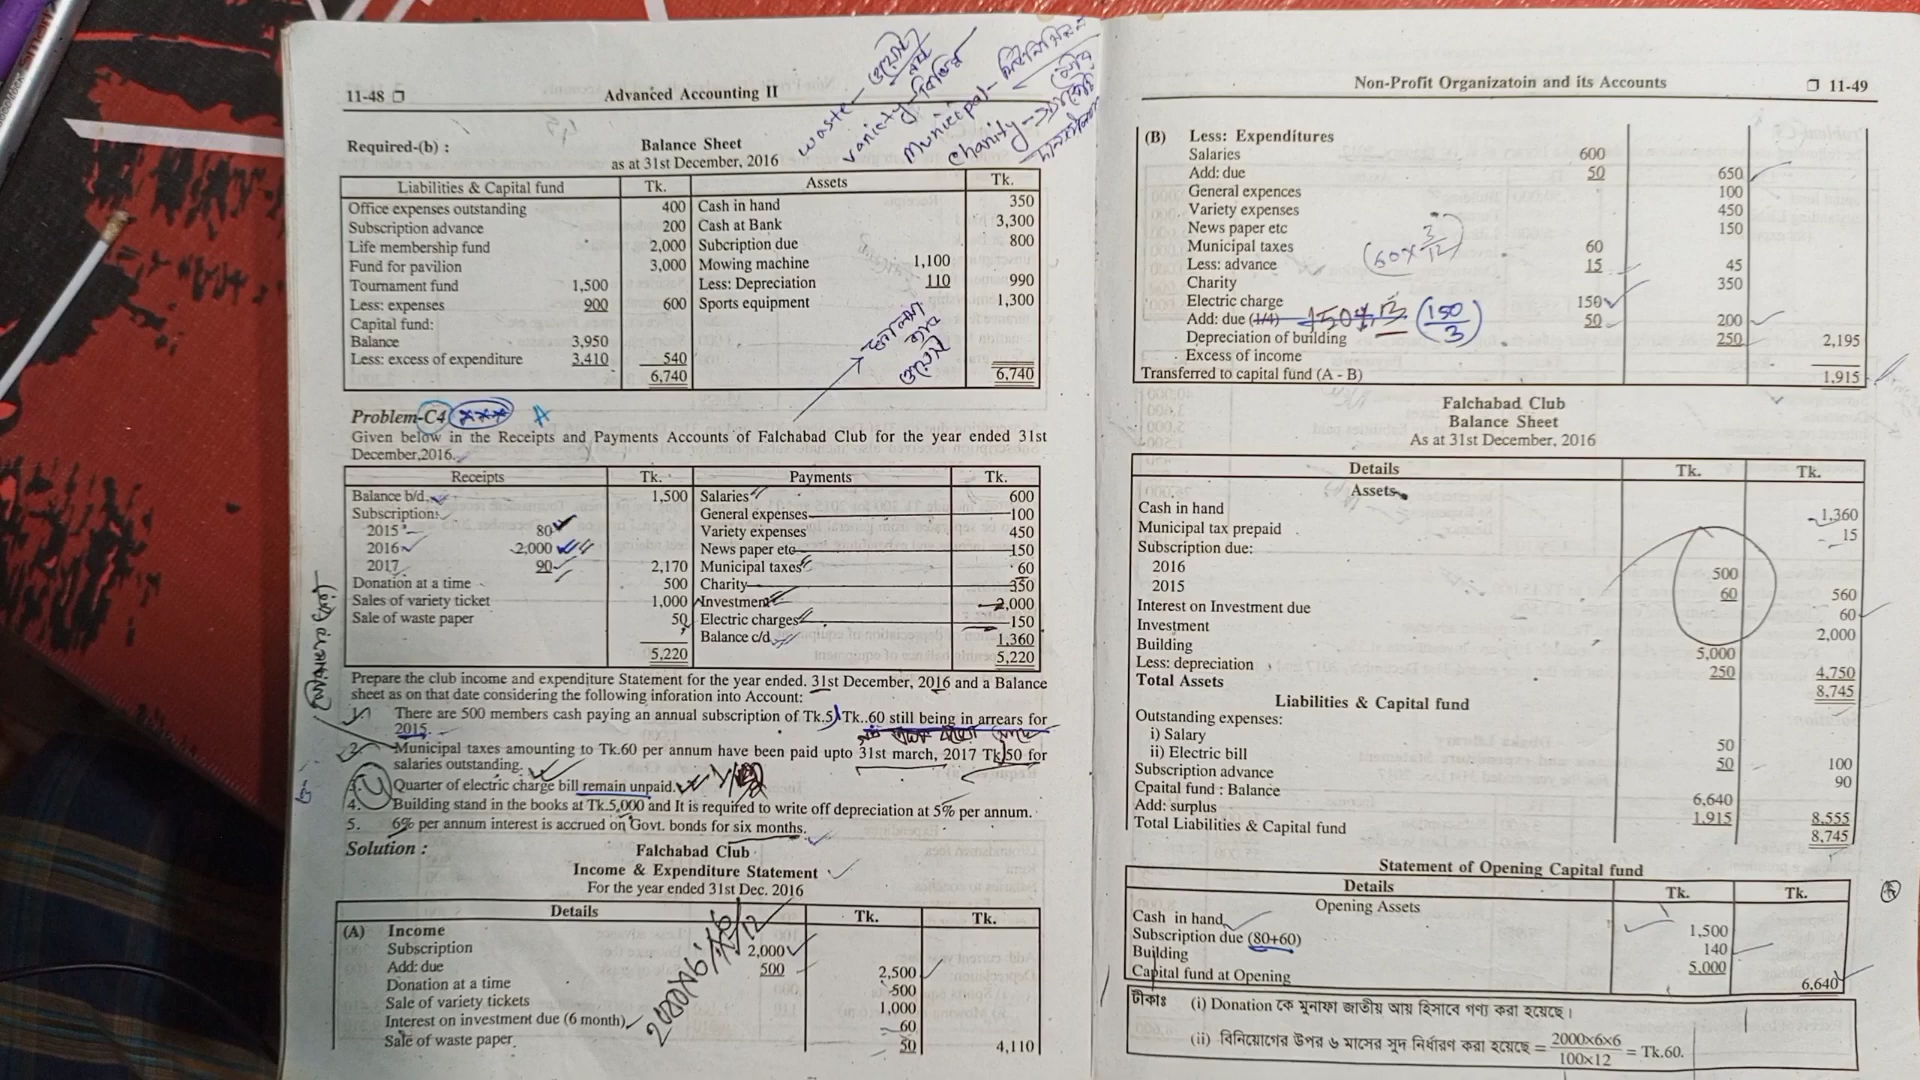 11-48 Advanced Accounting II
waste -
variety - বিচিত্র
Municipal -
charity -
Required-(b) : Balance Sheet
as at 31st December, 2016
Liabilities & Capital fund Tk. Assets Tk.
Office expenses outstanding 400 Cash in hand 350
Subscription advance 200 Cash at Bank 3,300
Life membership fund 2,000 Subcription due 800
Fund for pavilion 3,000 Mowing machine 1,100
Tournament fund 1,500 Less: Depreciation 110 990
Less: expenses 900 600 Sports equipment 1,300
Capital fund:
Balance 3,950
Less: excess of expenditure 3,410 540
6,740 6,740
Problem-C4 *** A
Given below in the Receipts and Payments Accounts of Falchabad Club for the year ended 31st
December,2016.
Receipts Tk. Payments Tk.
Balance b/d. 1,500 Salaries 600
Subscription: General expenses 100
2015 80 Variety expenses 450
2016 2,000 News paper etc 150
2017 90 2,170 Municipal taxes 60
Donation at a time 500 Charity 350
Sales of variety ticket 1,000 Investment 2,000
Sale of waste paper 50 Electric charges 150
Balance c/d 1,360
5,220 5,220
Prepare the club income and expenditure Statement for the year ended. 31st December, 2016 and a Balance
sheet as on that date considering the following inforation into Account:
1. There are 500 members cash paying an annual subscription of Tk.5, Tk..60 still being in arrears for
2015.
2. Municipal taxes amounting to Tk.60 per annum have been paid upto 31st march, 2017 Tk.50 for
salaries outstanding.
3. Quarter of electric charge bill remain unpaid.
4. Building stand in the books at Tk.5,000 and It is required to write off depreciation at 5% per annum.
5. 6% per annum interest is accrued on Govt. bonds for six months.
Solution : Falchabad Club
Income & Expenditure Statement
For the year ended 31st Dec. 2016
Details Tk. Tk.
(A) Income
Subscription 2,000
Add: due 500 2,500
Donation at a time 500
Sale of variety tickets 1,000
Interest on investment due (6 month) 60
Sale of waste paper 50 4,110
Non-Profit Organizatoin and its Accounts 11-49
(B) Less: Expenditures
Salaries 600
Add: due 50 650
General expences 100
Variety expenses 450
News paper etc 150
Municipal taxes 60 (60×3/12)
Less: advance 15 45
Charity 350
Electric charge 150
Add: due (1/4) (150/3) 50 200
Depreciation of building 250 2,195
Excess of income
Transferred to capital fund (A - B) 1,915
Falchabad Club
Balance Sheet
As at 31st December, 2016
Details Tk. Tk.
Assets
Cash in hand 1,360
Municipal tax prepaid 15
Subscription due:
2016 500
2015 60 560
Interest on Investment due 60
Investment 2,000
Building 5,000
Less: depreciation 250 4,750
Total Assets 8,745
Liabilities & Capital fund
Outstanding expenses:
i) Salary 50
ii) Electric bill 50 100
Subscription advance 90
Cpaital fund : Balance 6,640
Add: surplus 1,915 8,555
Total Liabilities & Capital fund 8,745
Statement of Opening Capital fund
Details Tk. Tk.
Opening Assets
Cash in hand 1,500
Subscription due (80+60) 140
Building 5,000
Capital fund at Opening 6,640
টীকাঃ (i) Donation কে মুনাফা জাতীয় আয় হিসাবে গণ্য করা হয়েছে।
(ii) বিনিয়োগের উপর ৬ মাসের সুদ নির্ধারণ করা হয়েছে = 2000x6x6/100x12 = Tk.60.